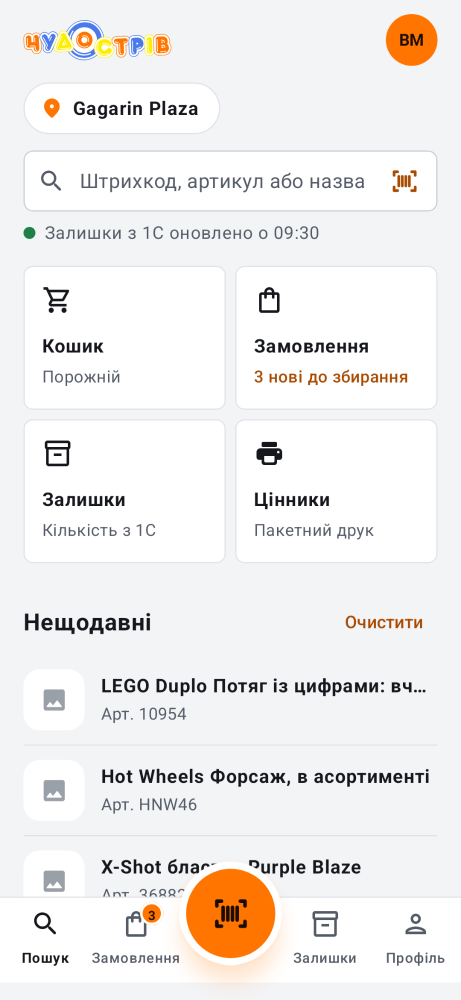 ЧУДОСТРІВ
ВМ
Gagarin Plaza
Штрихкод, артикул або назва
Залишки з 1С оновлено о 09:30
Кошик
Порожній
Замовлення
3 нові до збирання
Залишки
Кількість з 1С
Цінники
Пакетний друк
Нещодавні
Очистити
LEGO Duplo Потяг із цифрами: вч…
Арт. 10954
Hot Wheels Форсаж, в асортименті
Арт. HNW46
X-Shot Purple Blaze
Арт.
3
Пошук
Замовлення
Залишки
Профіль